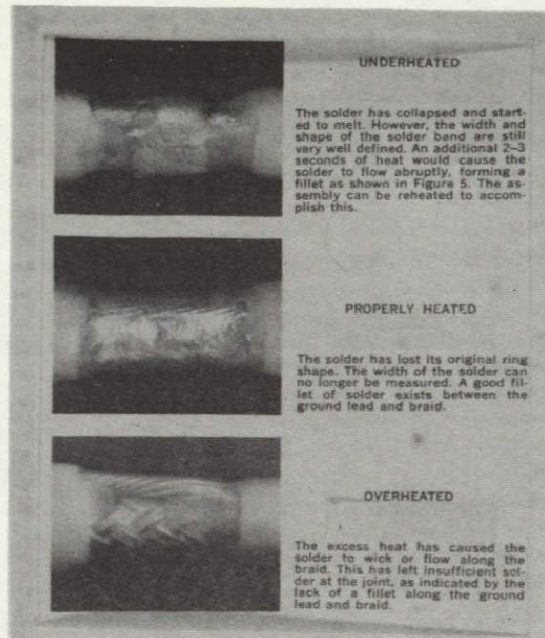 UNDERHEATED
The solder has collapsed and start-
ed to melt. However, the width and
shape of the solder band are still
very well defined. An additional 2–3
seconds of heat would cause the
solder to flow abruptly, forming a
fillet as shown in Figure 5. The as-
sembly can be reheated to accom-
plish this.
PROPERLY HEATED
The solder has lost its original ring
shape. The width of the solder can
no longer be measured. A good fil-
let of solder exists between the
ground lead and braid.
OVERHEATED
The excess heat has caused the
solder to wick or flow along the
braid. This has left insufficient sol-
der at the joint, as indicated by the
lack of a fillet along the ground
lead and braid.